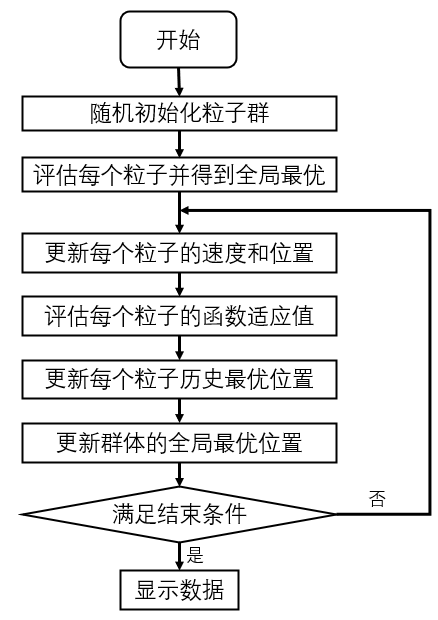 开始
随机初始化粒子群
评估每个粒子并得到全局最优
更新每个粒子的速度和位置
评估每个粒子的函数适应值
更新每个粒子历史最优位置
更新群体的全局最优位置
满足结束条件
否
是
显示数据